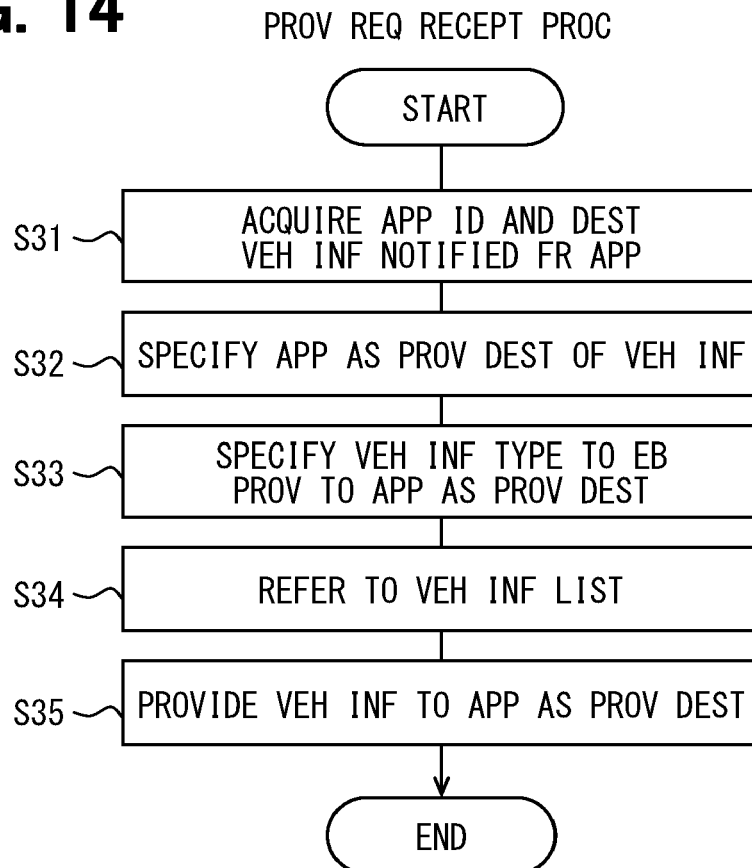 G. 14
PROV REQ RECEPT PROC
START
S31
ACQUIRE APP ID AND DEST
VEH INF NOTIFIED FR APP
S32
SPECIFY APP AS PROV DEST OF VEH INF
S33
SPECIFY VEH INF TYPE TO EB
PROV TO APP AS PROV DEST
S34
REFER TO VEH INF LIST
S35
PROVIDE VEH INF TO APP AS PROV DEST
END